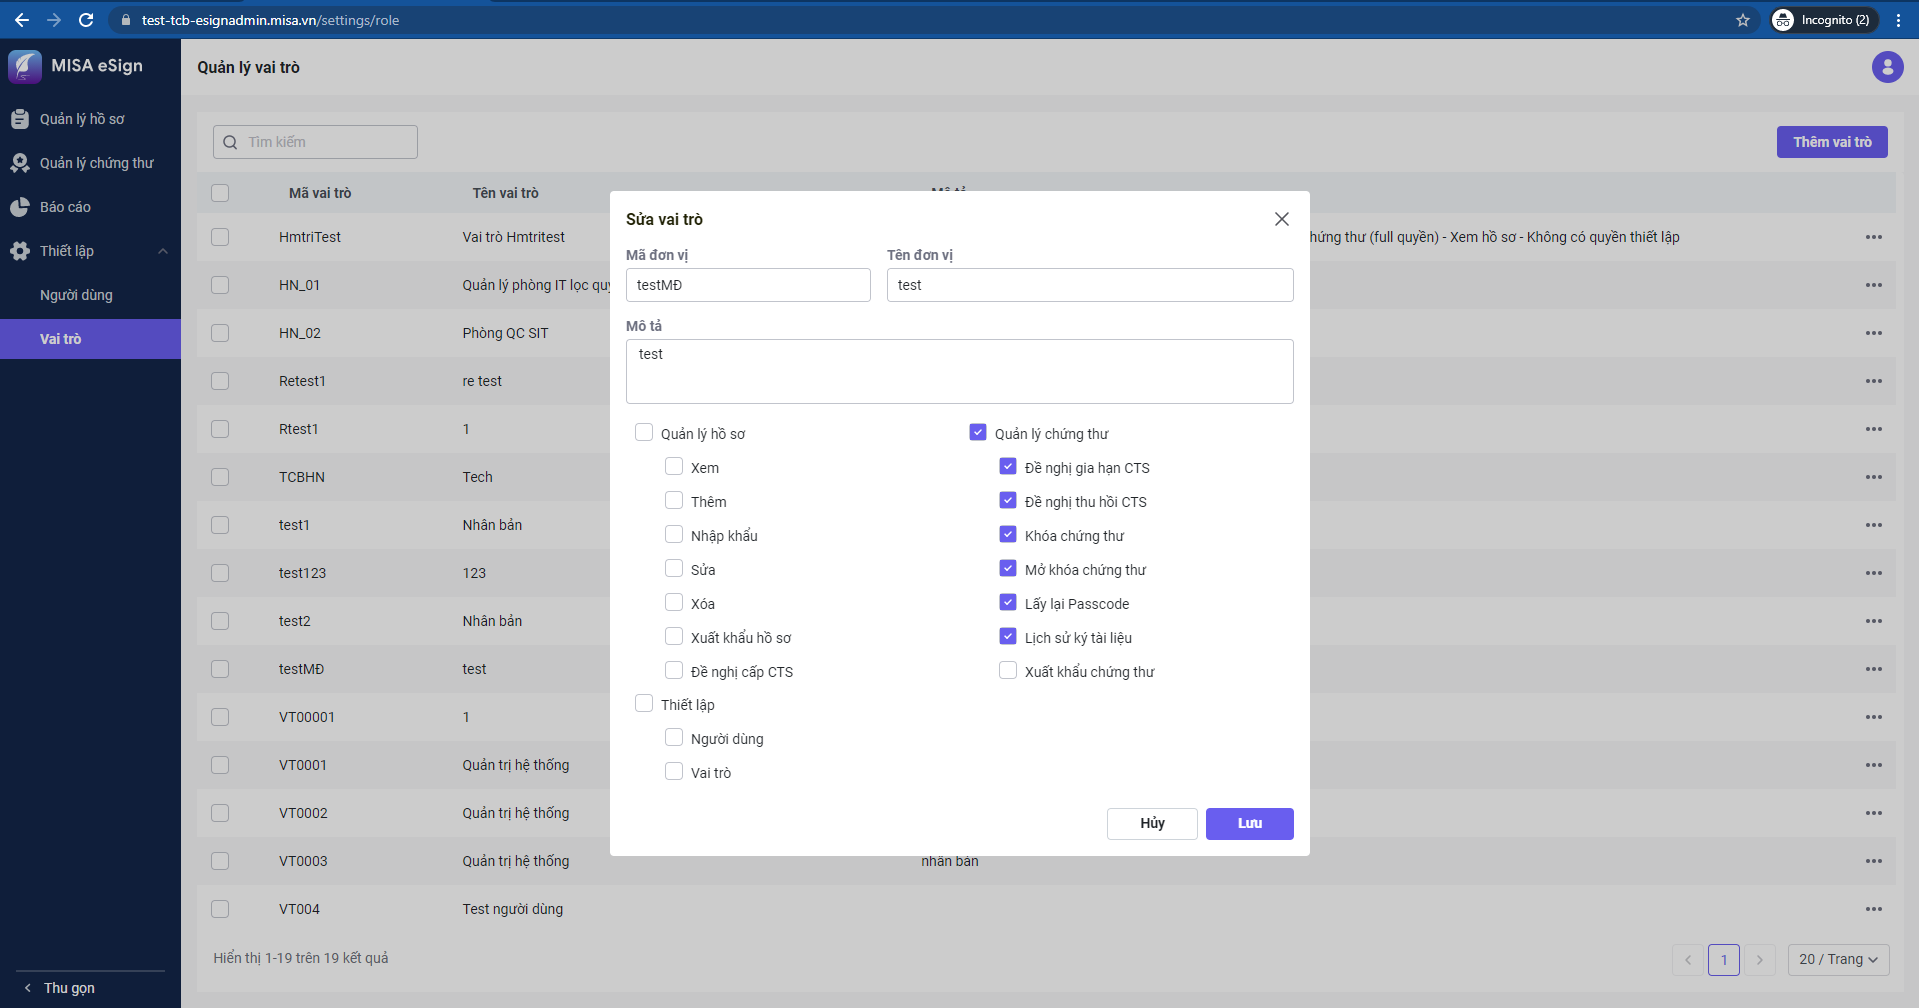 test-tcb-esignadmin.misa.vn/settings/role
Incognito (2)
MISA eSign
Quản lý vai trò
Quản lý hồ sơ
Quản lý chứng thư
Báo cáo
Thiết lập
Người dùng
Vai trò
Thu gọn
Tìm kiếm
Thêm vai trò
Mã vai trò Tên vai trò
HmtriTest Vai trò Hmtritest hứng thư (full quyền) - Xem hồ sơ - Không có quyền thiết lập
HN_01 Quản lý phòng IT lọc quy
HN_02 Phòng QC SIT
Retest1 re test
Rtest1 1
TCBHN Tech
test1 Nhân bản
test123 123
test2 Nhân bản
testMĐ test
VT00001 1
VT0001 Quản trị hệ thống
VT0002 Quản trị hệ thống
VT0003 Quản trị hệ thống nhân bản
VT004 Test người dùng
Hiển thị 1-19 trên 19 kết quả
1
20 / Trang
Sửa vai trò
Mã đơn vị Tên đơn vị
testMĐ test
Mô tả
test
Quản lý hồ sơ
Xem
Thêm
Nhập khẩu
Sửa
Xóa
Xuất khẩu hồ sơ
Đề nghị cấp CTS
Thiết lập
Người dùng
Vai trò
Quản lý chứng thư
Đề nghị gia hạn CTS
Đề nghị thu hồi CTS
Khóa chứng thư
Mở khóa chứng thư
Lấy lại Passcode
Lịch sử ký tài liệu
Xuất khẩu chứng thư
Hủy Lưu